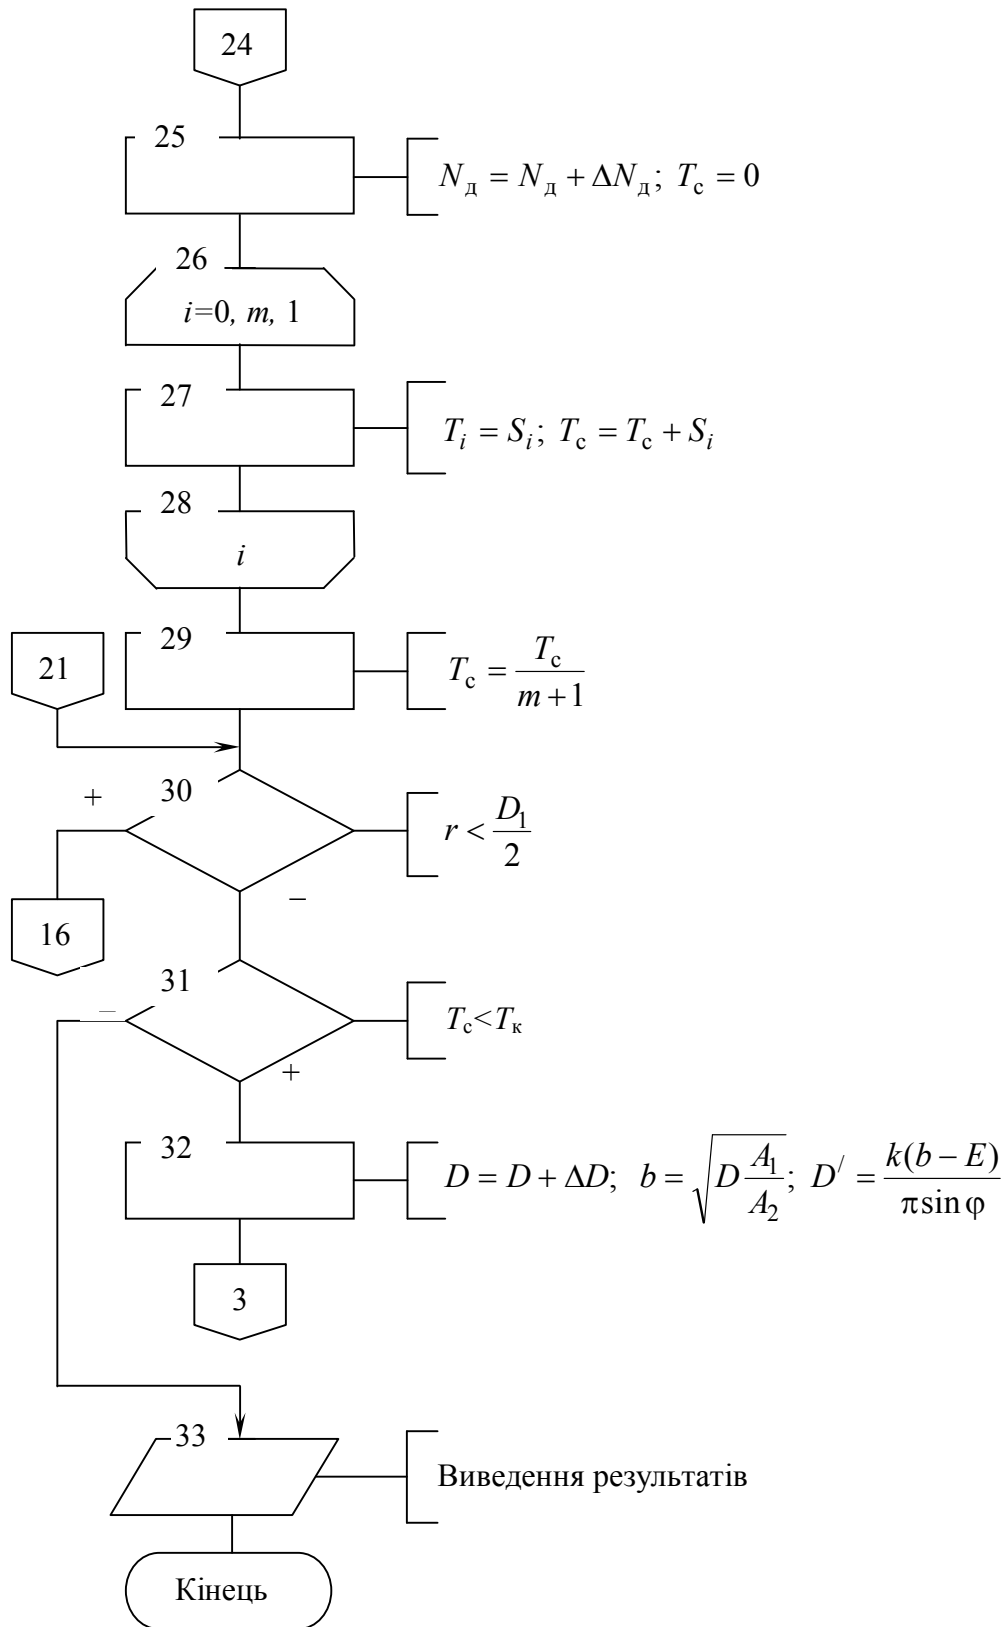 24
25
N_д = N_д + ΔN_д; T_с = 0
26
i=0, m, 1
27
T_i = S_i; T_с = T_с + S_i
28
i
29
21
T_с = T_с / (m + 1)
30
+
r < D_1 / 2
–
16
31
–
T_с<T_к
+
32
D = D + ΔD; b = √(D A_1 / A_2); D^/ = k(b – E) / (π sin φ)
3
33
Виведення результатів
Кінець